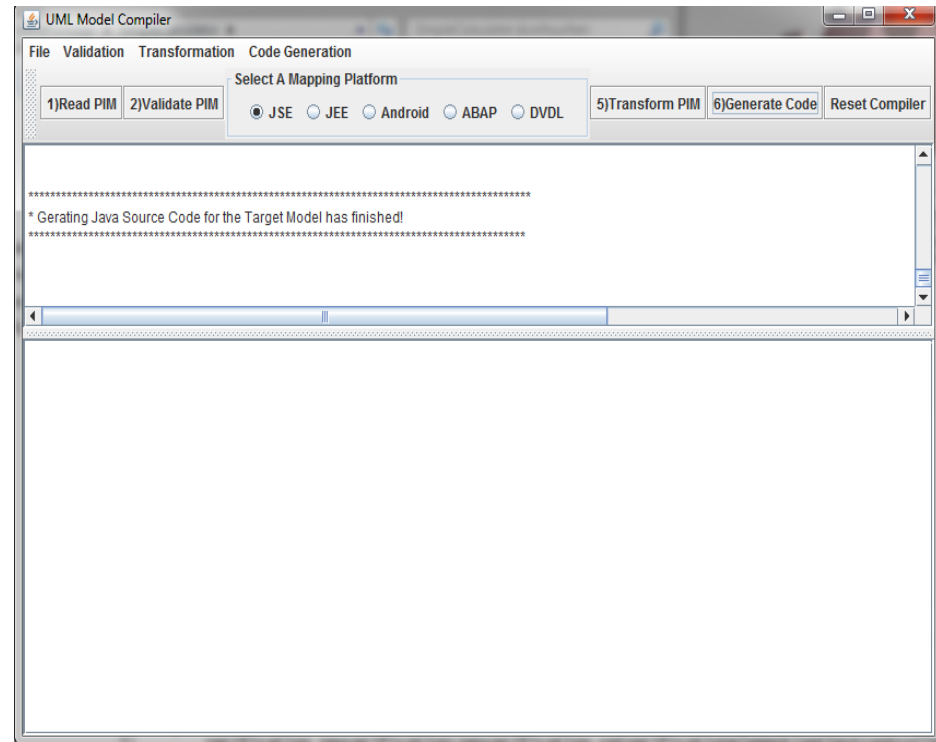 UML Model Compiler
File Validation Transformation Code Generation
Select A Mapping Platform
1)Read PIM 2)Validate PIM JSE JEE Android ABAP DVDL 5)Transform PIM 6)Generate Code Reset Compiler
*******************************************************************************************
* Gerating Java Source Code for the Target Model has finished!
******************************************************************************************